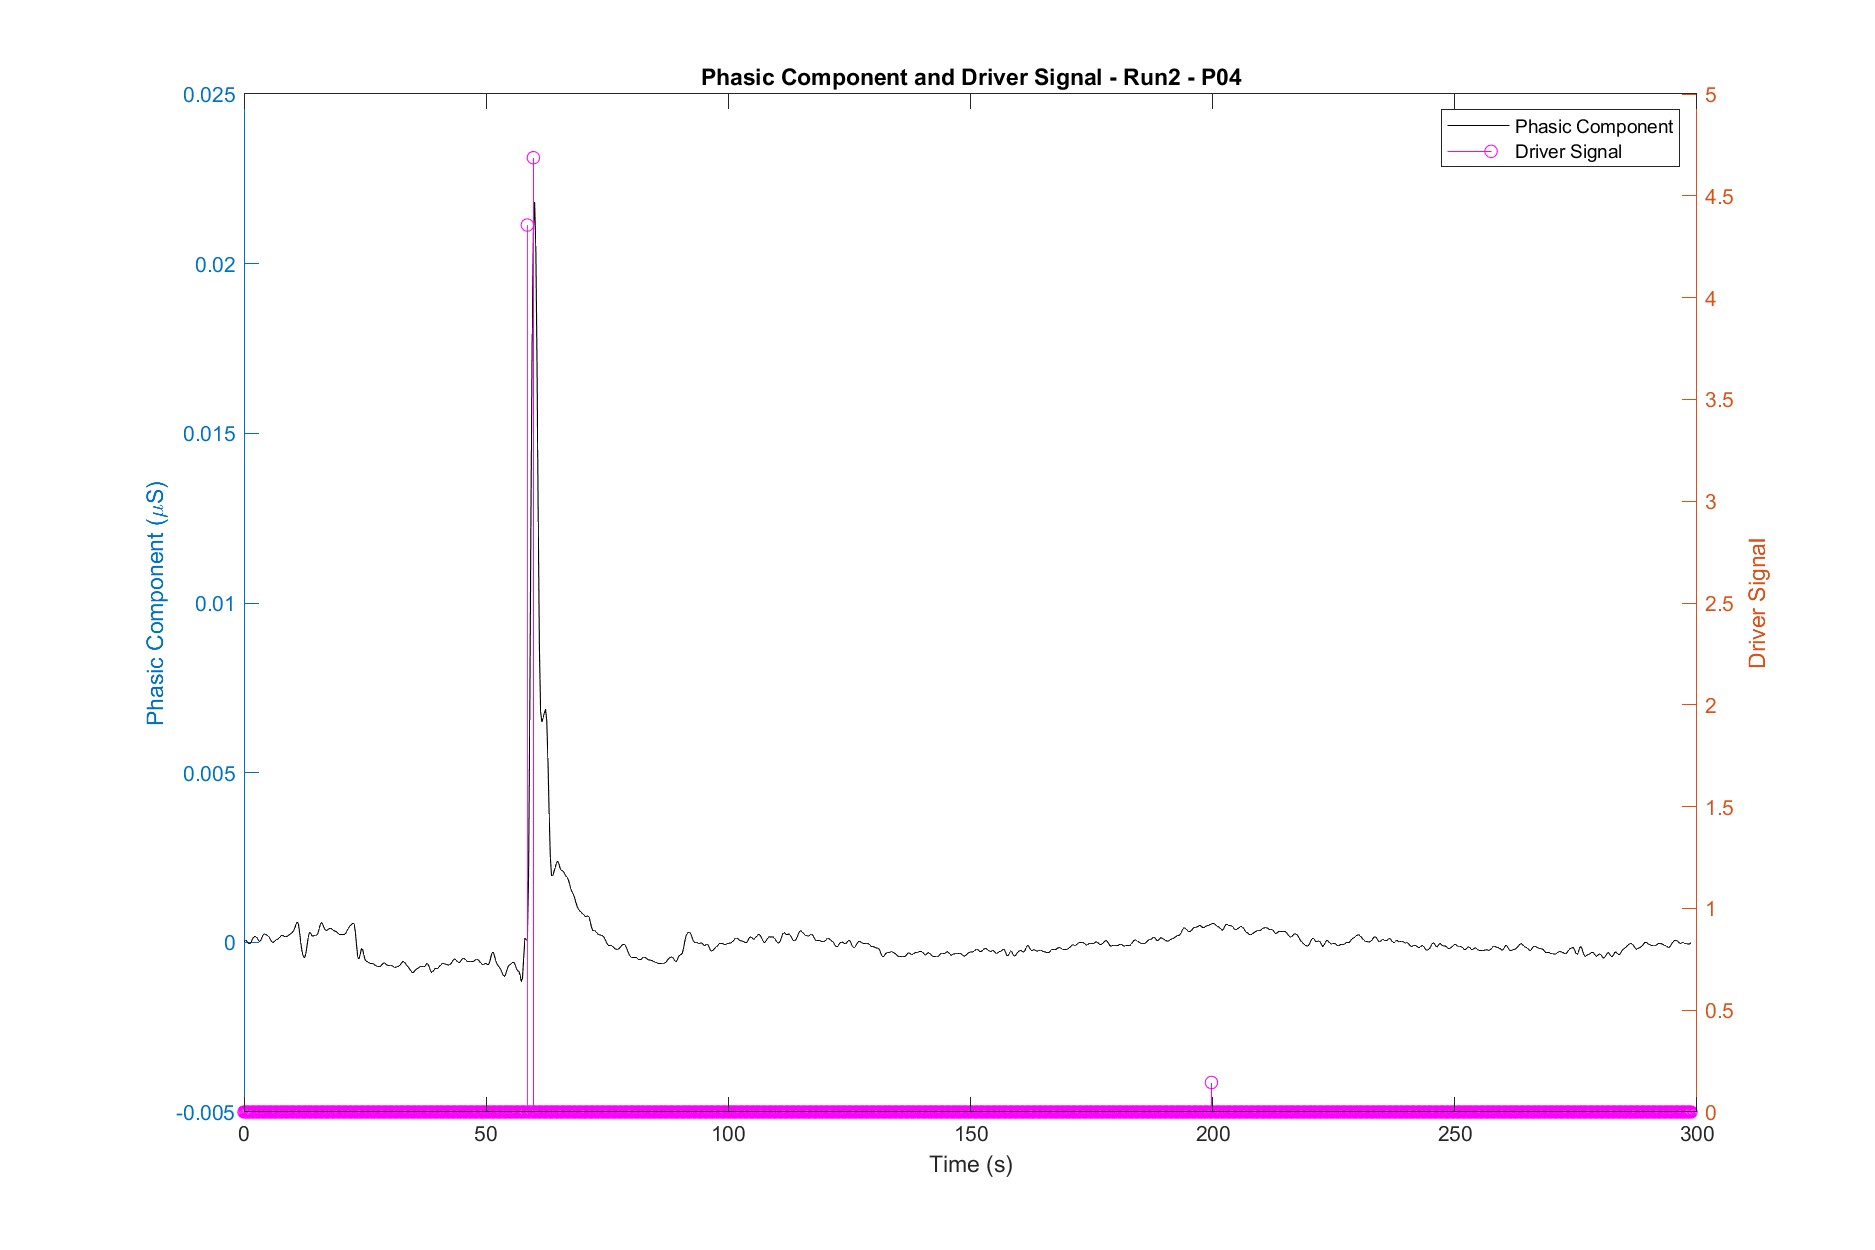 Phasic Component and Driver Signal - Run2 - P04
Phasic Component
Driver Signal
0.025
0.02
0.015
0.01
0.005
0
-0.005
Phasic Component (μS)
5
4.5
4
3.5
3
2.5
2
1.5
1
0.5
0
Driver Signal
0 50 100 150 200 250 300
Time (s)